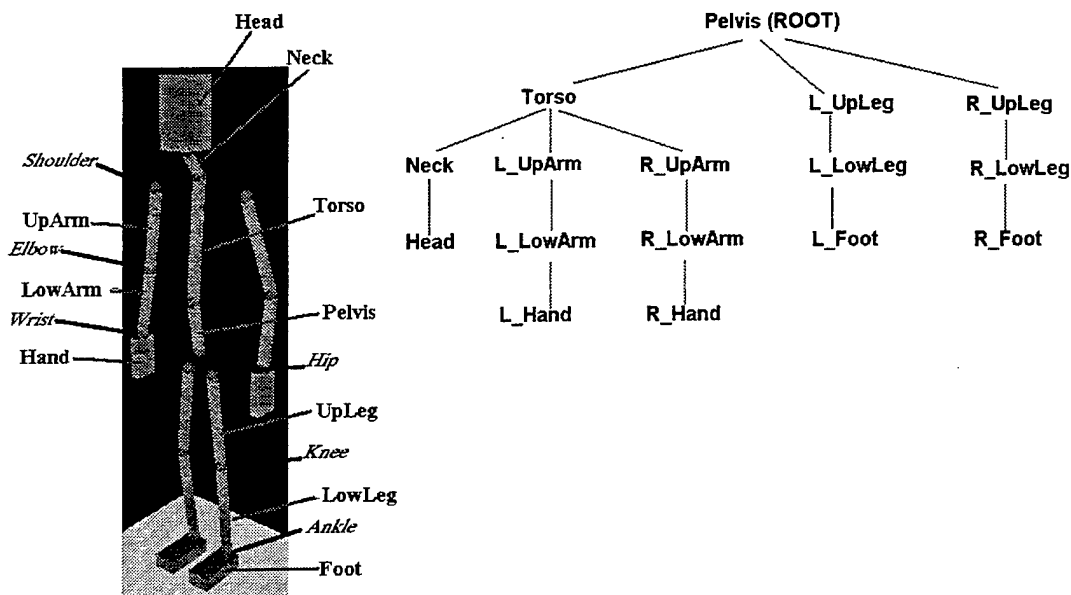 Head
Neck
Shoulder
UpArm
Torso
Elbow
LowArm
Wrist
Pelvis
Hand
Hip
UpLeg
Knee
LowLeg
Ankle
Foot
Pelvis (ROOT)
Torso L_UpLeg R_UpLeg
Neck L_UpArm R_UpArm L_LowLeg R_LowLeg
Head L_LowArm R_LowArm L_Foot R_Foot
L_Hand R_Hand